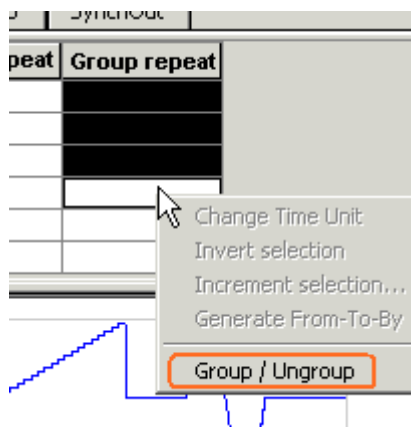 SynchOut
peat Group repeat
Change Time Unit
Invert selection
Increment selection...
Generate From-To-By
Group / Ungroup